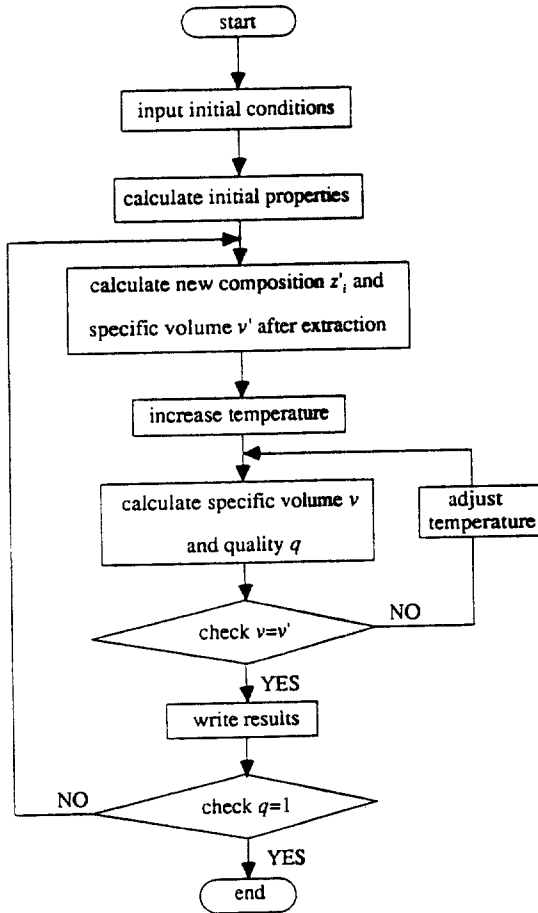 start
input initial conditions
calculate initial properties
calculate new composition z'i and
specific volume v' after extraction
increase temperature
calculate specific volume v
and quality q
adjust
temperature
check v=v'
NO
YES
write results
check q=1
NO
YES
end